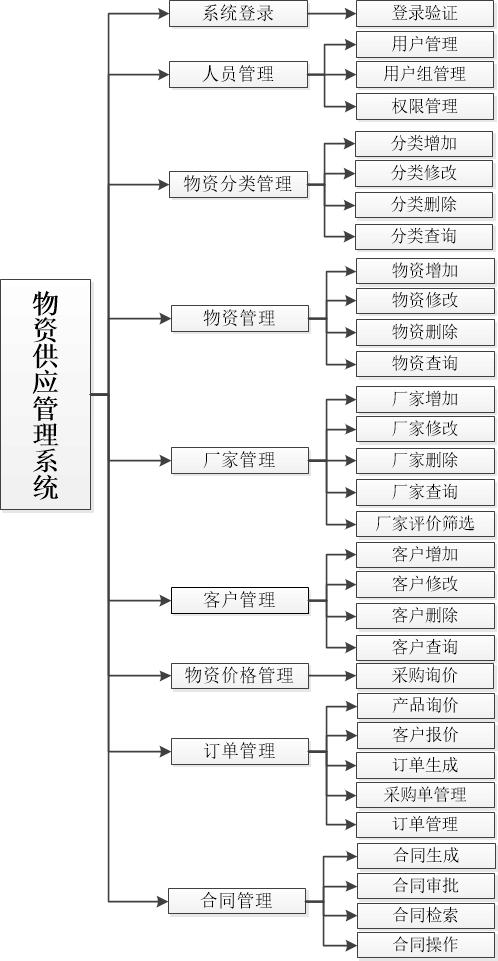 物资供应管理系统
系统登录
登录验证
人员管理
用户管理
用户组管理
权限管理
物资分类管理
分类增加
分类修改
分类删除
分类查询
物资管理
物资增加
物资修改
物资删除
物资查询
厂家管理
厂家增加
厂家修改
厂家删除
厂家查询
厂家评价筛选
客户管理
客户增加
客户修改
客户删除
客户查询
物资价格管理
采购询价
订单管理
产品询价
客户报价
订单生成
采购单管理
订单管理
合同管理
合同生成
合同审批
合同检索
合同操作